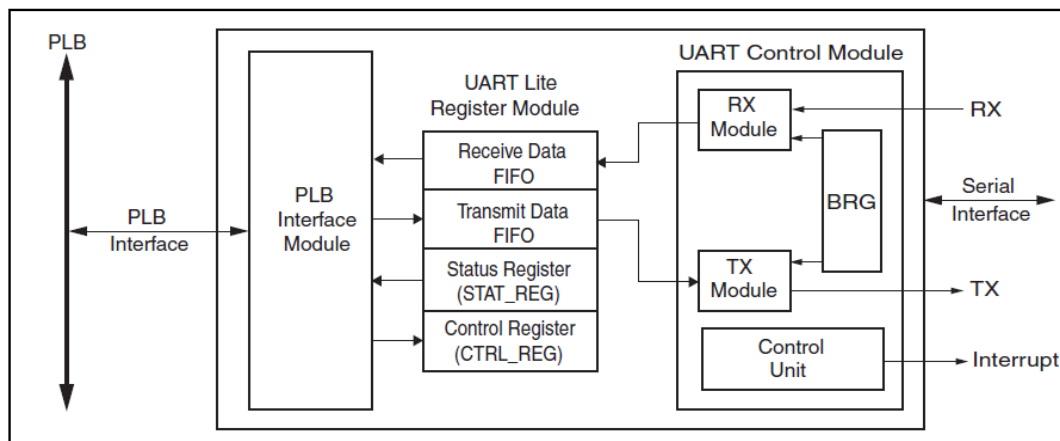 PLB
PLB
Interface
PLB
Interface
Module
UART Lite
Register Module
Receive Data
FIFO
Transmit Data
FIFO
Status Register
(STAT_REG)
Control Register
(CTRL_REG)
UART Control Module
RX
Module
BRG
TX
Module
Control
Unit
RX
Serial
Interface
TX
Interrupt